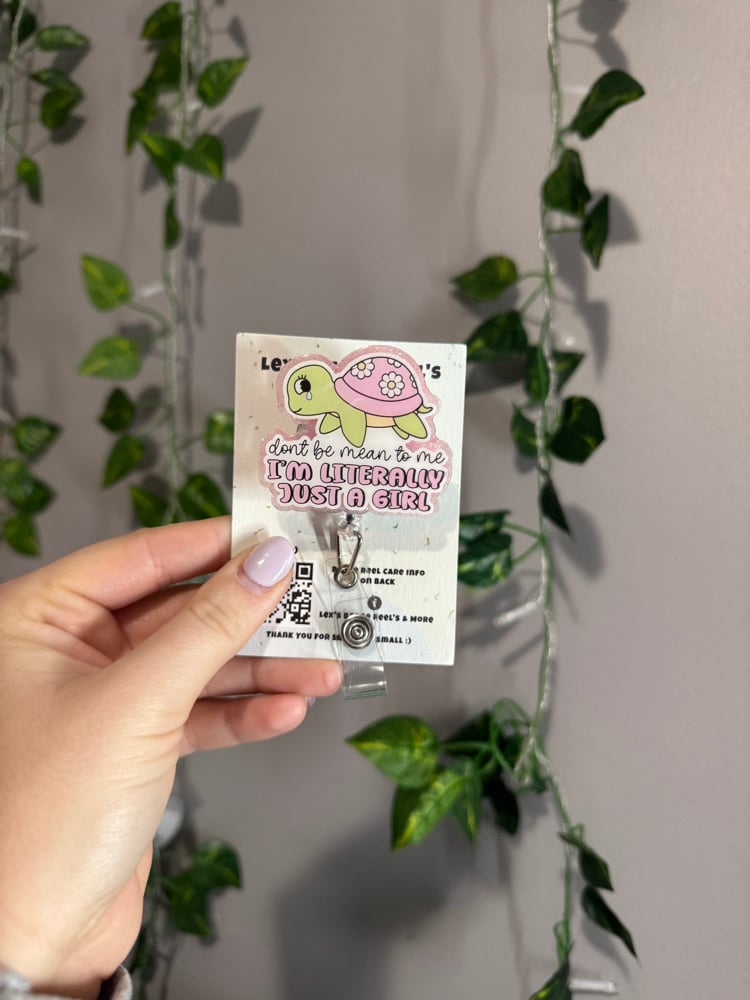 Lex's
dont be mean to me
I'M LITERALLY
JUST A GIRL
REEL CARE INFO
ON BACK
LEX'S REEL'S & MORE
THANK YOU FOR SMALL :)